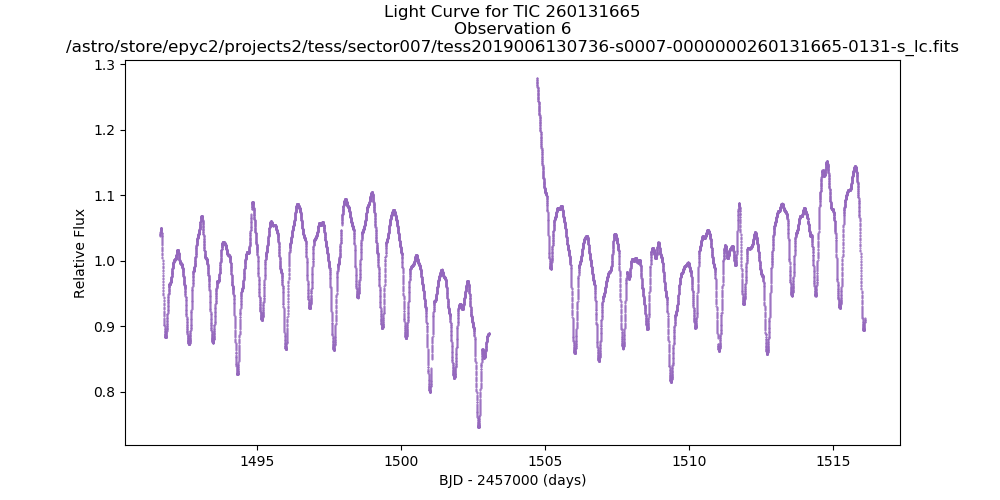 Light Curve for TIC 260131665
Observation 6
/astro/store/epyc2/projects2/tess/sector007/tess2019006130736-s0007-0000000260131665-0131-s_lc.fits
1.3
1.2
1.1
1.0
0.9
0.8
Relative Flux
1495
1500
1505
1510
1515
BJD - 2457000 (days)